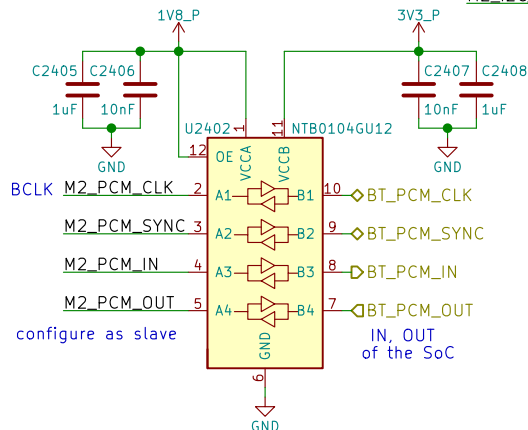 1V8_P
3V3_P
C2405
C2406
C2407
C2408
1uF
10nF
10nF
1uF
GND
GND
U2402
NTB0104GU12
1
11
12
OE
VCCA
VCCB
BCLK
M2_PCM_CLK
2
A1
B1
10
BT_PCM_CLK
M2_PCM_SYNC
3
A2
B2
9
BT_PCM_SYNC
M2_PCM_IN
4
A3
B3
8
BT_PCM_IN
M2_PCM_OUT
5
A4
B4
7
BT_PCM_OUT
configure as slave
IN, OUT
of the SoC
GND
6
GND